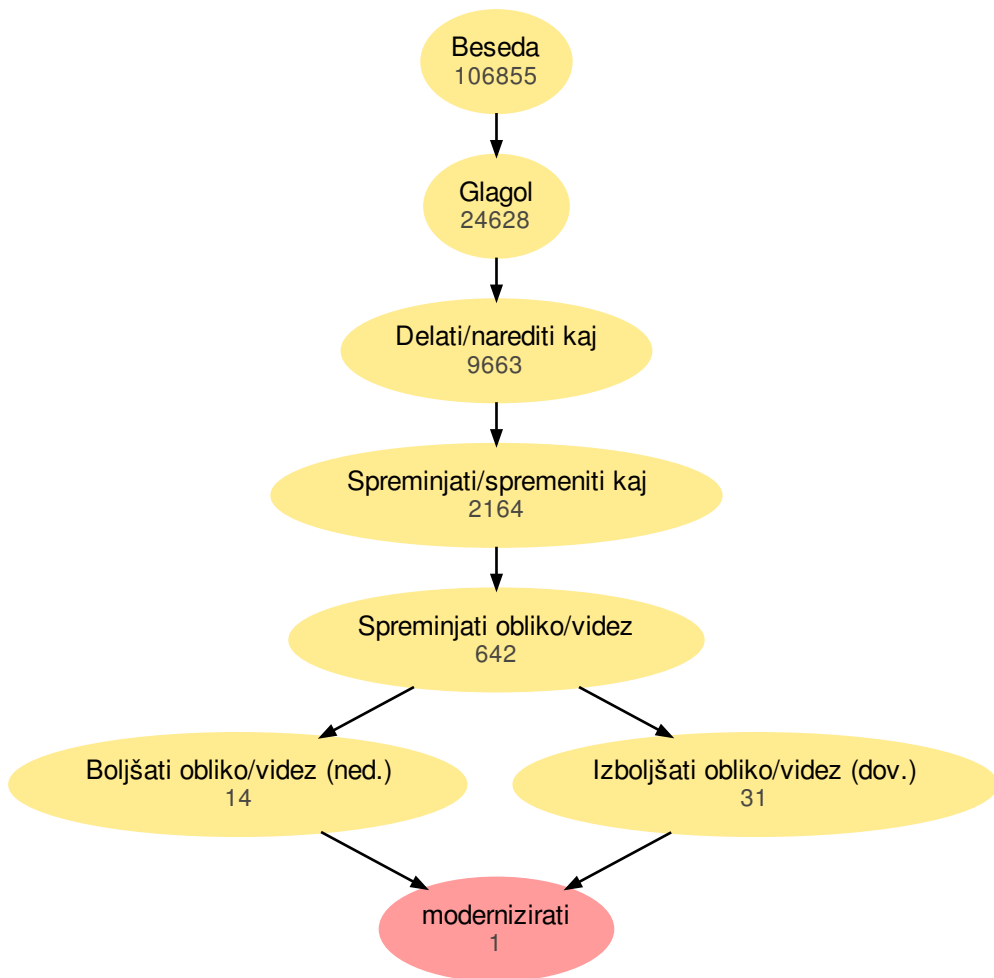 Beseda
106855
Glagol
24628
Delati/narediti kaj
9663
Spreminjati/spremeniti kaj
2164
Spreminjati obliko/videz
642
Boljšati obliko/videz (ned.)
14
Izboljšati obliko/videz (dov.)
31
modernizirati
1